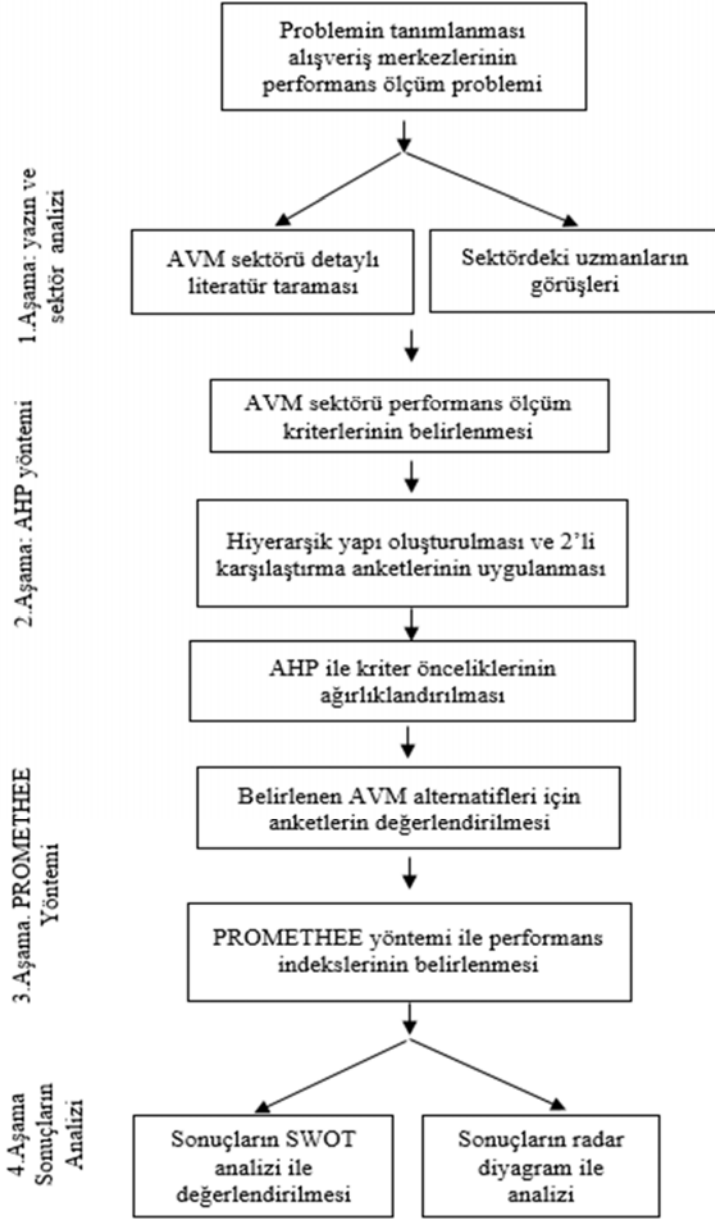 Problemin tanımlanması
alışveriş merkezlerinin
performans ölçüm problemi
1.Aşama: yazın ve
sektör analizi
AVM sektörü detaylı
literatür taraması
Sektördeki uzmanların
görüşleri
2.Aşama: AHP yöntemi
AVM sektörü performans ölçüm
kriterlerinin belirlenmesi
Hiyerarşik yapı oluşturulması ve 2’li
karşılaştırma anketlerinin uygulanması
AHP ile kriter önceliklerinin
ağırlıklandırılması
3.Aşama. PROMETHEE
Yöntemi
Belirlenen AVM alternatifleri için
anketlerin değerlendirilmesi
PROMETHEE yöntemi ile performans
indekslerinin belirlenmesi
4.Aşama
Sonuçların
Analizi
Sonuçların SWOT
analizi ile
değerlendirilmesi
Sonuçların radar
diyagram ile
analizi